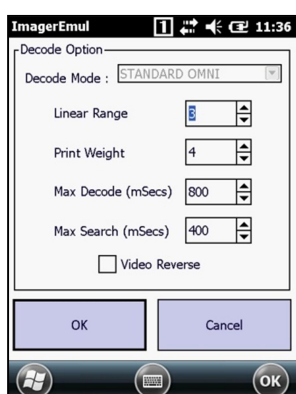 ImagerEmul 1 11:36
Decode Option
Decode Mode : STANDARD OMNI
Linear Range 3
Print Weight 4
Max Decode (mSecs) 800
Max Search (mSecs) 400
Video Reverse
OK Cancel
OK